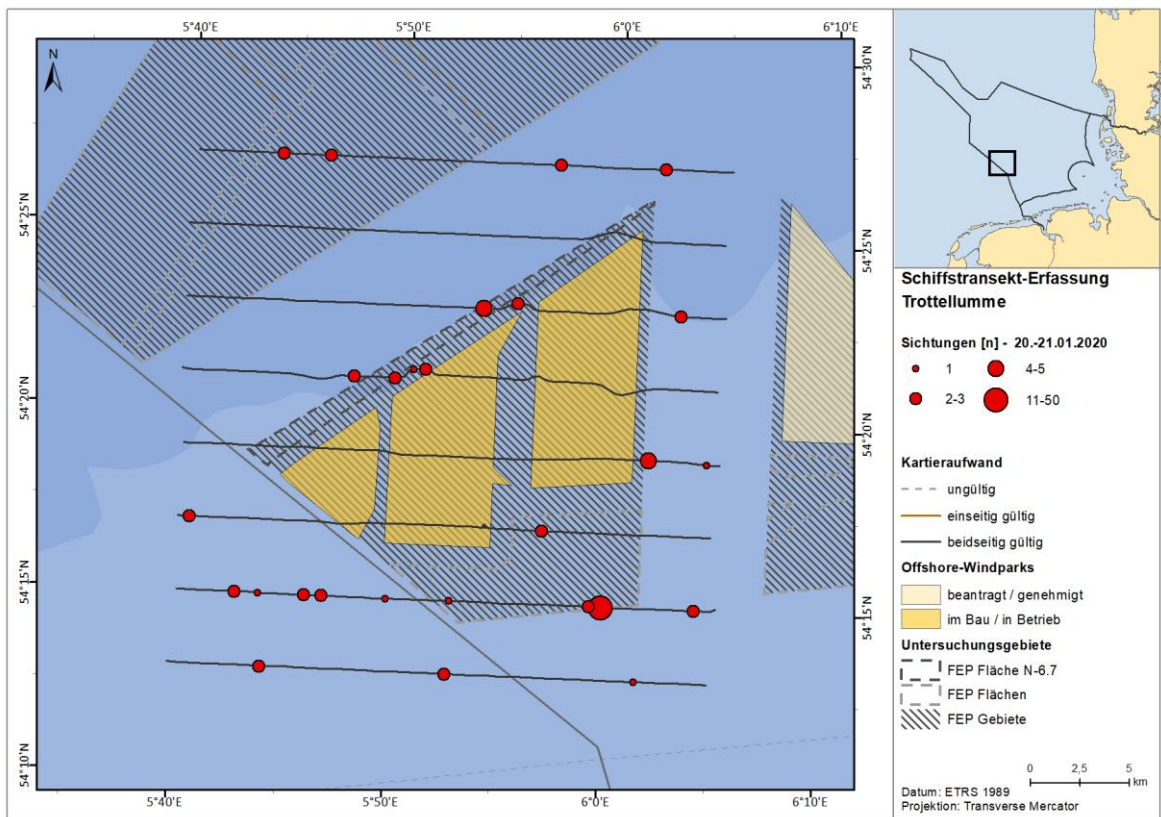 5°40'E
5°50'E
6°0'E
6°10'E
N
54°30'N
54°25'N
54°25'N
54°20'N
54°20'N
54°15'N
54°15'N
54°10'N
5°40'E
5°50'E
6°0'E
6°10'E
Schiffstransekt-Erfassung
Trottellumme
Sichtungen [n] - 20.-21.01.2020
1
4-5
2-3
11-50
Kartieraufwand
ungültig
einseitig gültig
beidseitig gültig
Offshore-Windparks
beantragt / genehmigt
im Bau / in Betrieb
Untersuchungsgebiete
FEP Fläche N-6.7
FEP Flächen
FEP Gebiete
0 2,5 5
km
Datum: ETRS 1989
Projektion: Transverse Mercator